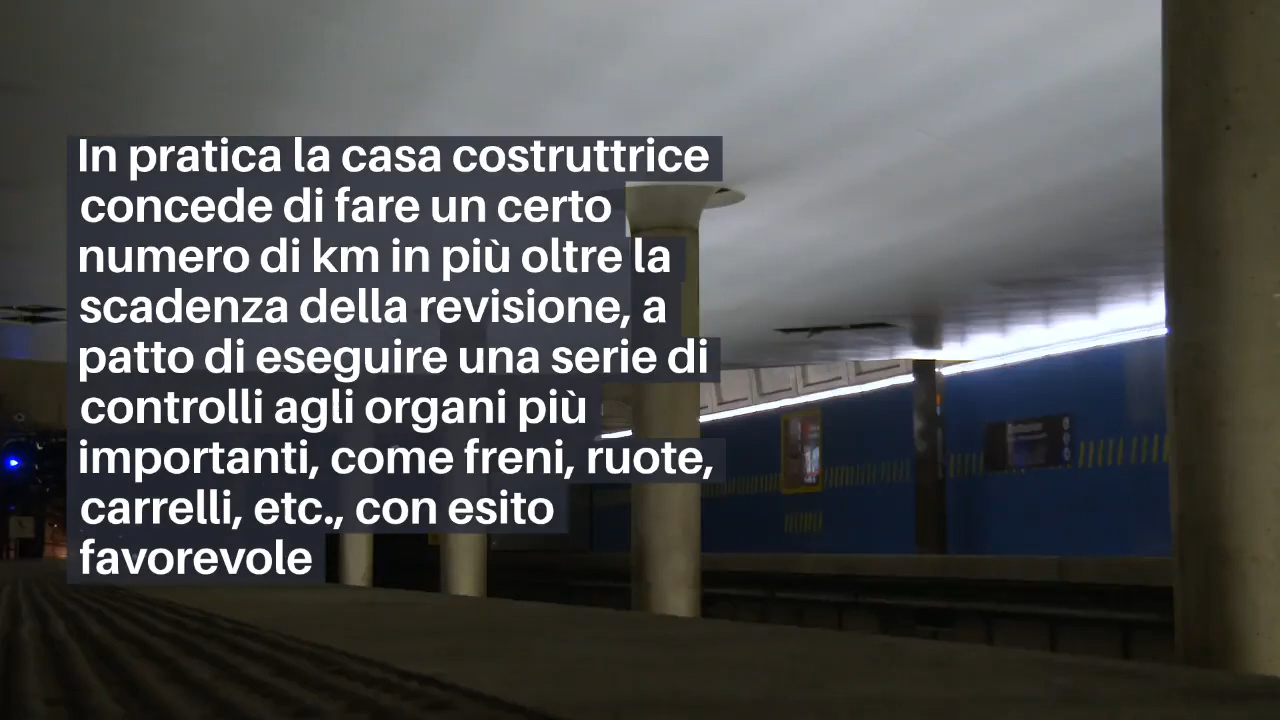 In pratica la casa costruttrice
concede di fare un certo
numero di km in più oltre la
scadenza della revisione, a
patto di eseguire una serie di
controlli agli organi più
importanti, come freni, ruote,
carrelli, etc., con esito
favorevole